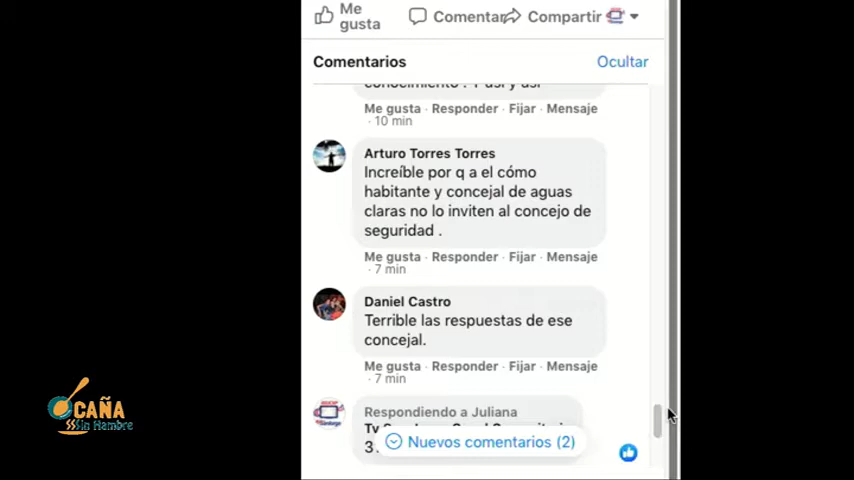 Me gusta
Comentar
Compartir
Comentarios
Ocultar
Me gusta · Responder · Fijar · Mensaje
· 10 min
Arturo Torres Torres
Increíble por q a el cómo
habitante y concejal de aguas
claras no lo inviten al concejo de
seguridad .
Me gusta · Responder · Fijar · Mensaje
· 7 min
Daniel Castro
Terrible las respuestas de ese
concejal.
Me gusta · Responder · Fijar · Mensaje
· 7 min
Respondiendo a Juliana
Nuevos comentarios (2)
OCAÑA
Sin Hambre